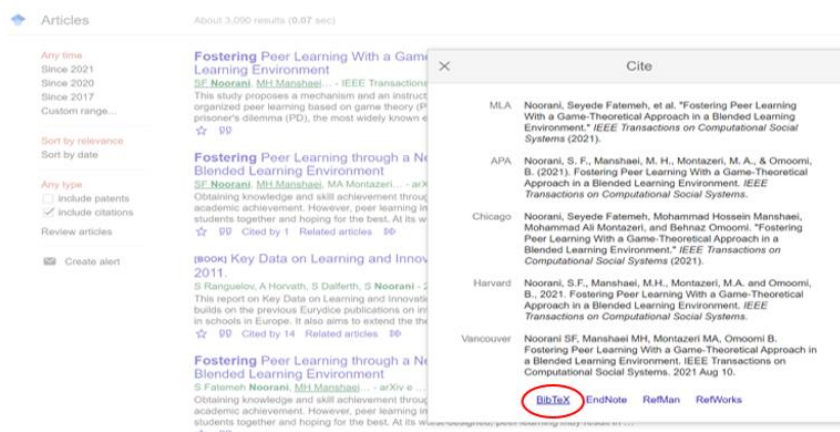 Articles
About 3,090 results (0.07 sec)
Any time
Since 2021
Since 2020
Since 2017
Custom range...
Sort by relevance
Sort by date
Any type
include patents
include citations
Review articles
Create alert
Fostering Peer Learning With a Game
Learning Environment
SF Noorani, MH Manshaei... - IEEE Transactions
This study proposes a mechanism and an instruct
organized peer learning based on game theory (P
prisoner's dilemma (PD), the most widely known e
Fostering Peer Learning through a Ne
Blended Learning Environment
SF Noorani, MH Manshaei, MA Montazeri... - arX
Obtaining knowledge and skill achievement throug
academic achievement. However, peer learning im
students together and hoping for the best. At its w
Cited by 1 Related articles
[BOOK] Key Data on Learning and Innov
2011.
S Ranguelov, A Horvath, S Dalferth, S Noorani - 2
This report on Key Data on Learning and Innovati
builds on the previous Eurydice publications on in
in schools in Europe. It also aims to extend the the
Cited by 14 Related articles
Fostering Peer Learning through a Ne
Blended Learning Environment
S Fatemeh Noorani, MH Manshaei... - arXiv e ...
Obtaining knowledge and skill achievement throug
academic achievement. However, peer learning im
students together and hoping for the best. At its worst-designed, peer learning may result in ...
Cite
MLA
Noorani, Seyede Fatemeh, et al. "Fostering Peer Learning
With a Game-Theoretical Approach in a Blended Learning
Environment." IEEE Transactions on Computational Social
Systems (2021).
APA
Noorani, S. F., Manshaei, M. H., Montazeri, M. A., & Omoomi,
B. (2021). Fostering Peer Learning With a Game-Theoretical
Approach in a Blended Learning Environment. IEEE
Transactions on Computational Social Systems.
Chicago
Noorani, Seyede Fatemeh, Mohammad Hossein Manshaei,
Mohammad Ali Montazeri, and Behnaz Omoomi. "Fostering
Peer Learning With a Game-Theoretical Approach in a
Blended Learning Environment." IEEE Transactions on
Computational Social Systems (2021).
Harvard
Noorani, S.F., Manshaei, M.H., Montazeri, M.A. and Omoomi,
B., 2021. Fostering Peer Learning With a Game-Theoretical
Approach in a Blended Learning Environment. IEEE
Transactions on Computational Social Systems.
Vancouver
Noorani SF, Manshaei MH, Montazeri MA, Omoomi B.
Fostering Peer Learning With a Game-Theoretical Approach in
a Blended Learning Environment. IEEE Transactions on
Computational Social Systems. 2021 Aug 10.
BibTeX EndNote RefMan RefWorks